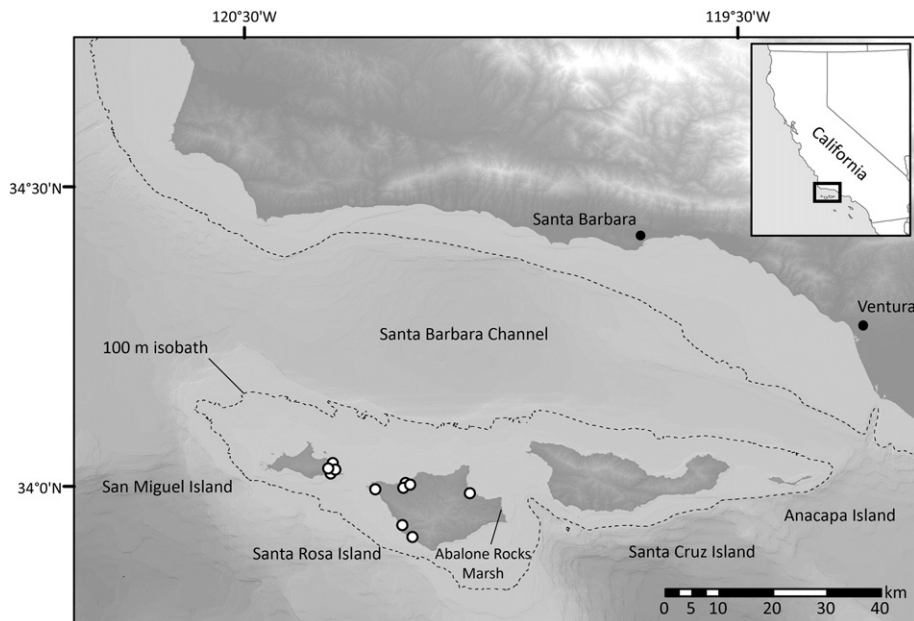 120°30'W
119°30'W
California
34°30'N
Santa Barbara
Ventura
Santa Barbara Channel
100 m isobath
34°0'N
San Miguel Island
Anacapa Island
Santa Rosa Island
Abalone Rocks
Marsh
Santa Cruz Island
km
0 5 10 20 30 40